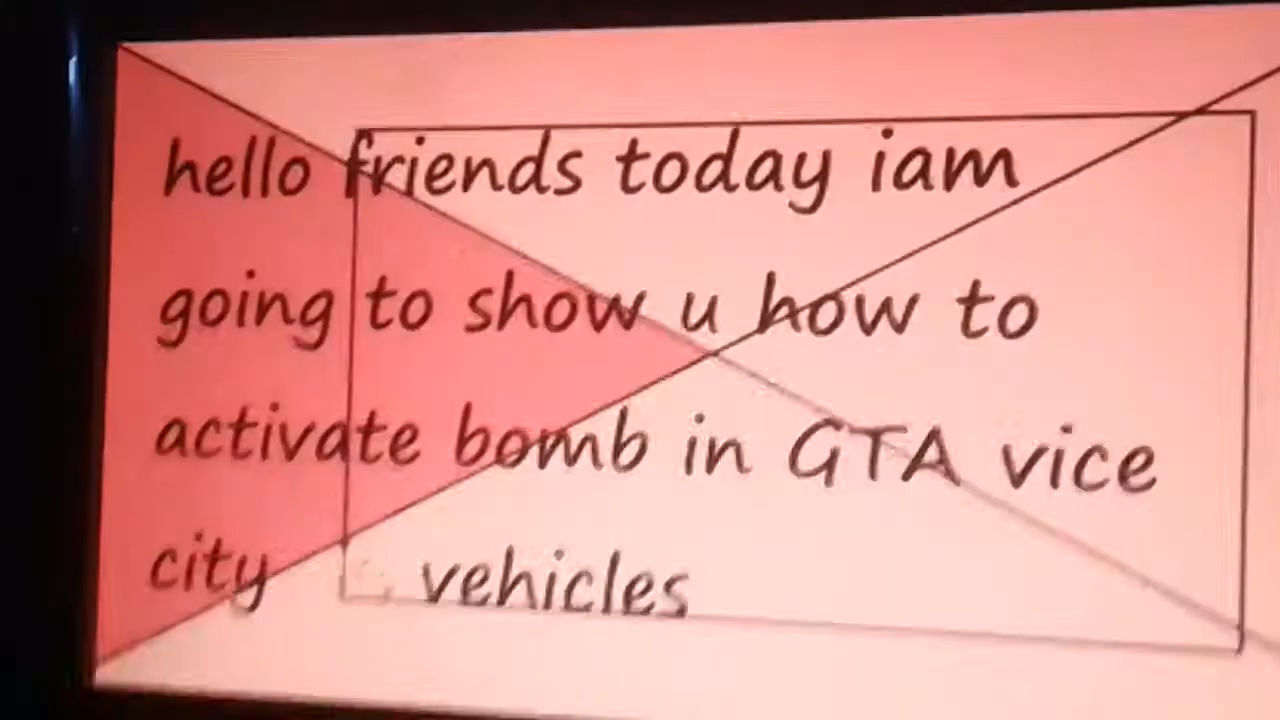 hello friends today iam
going to show u how to
activate bomb in GTA vice
city vehicles